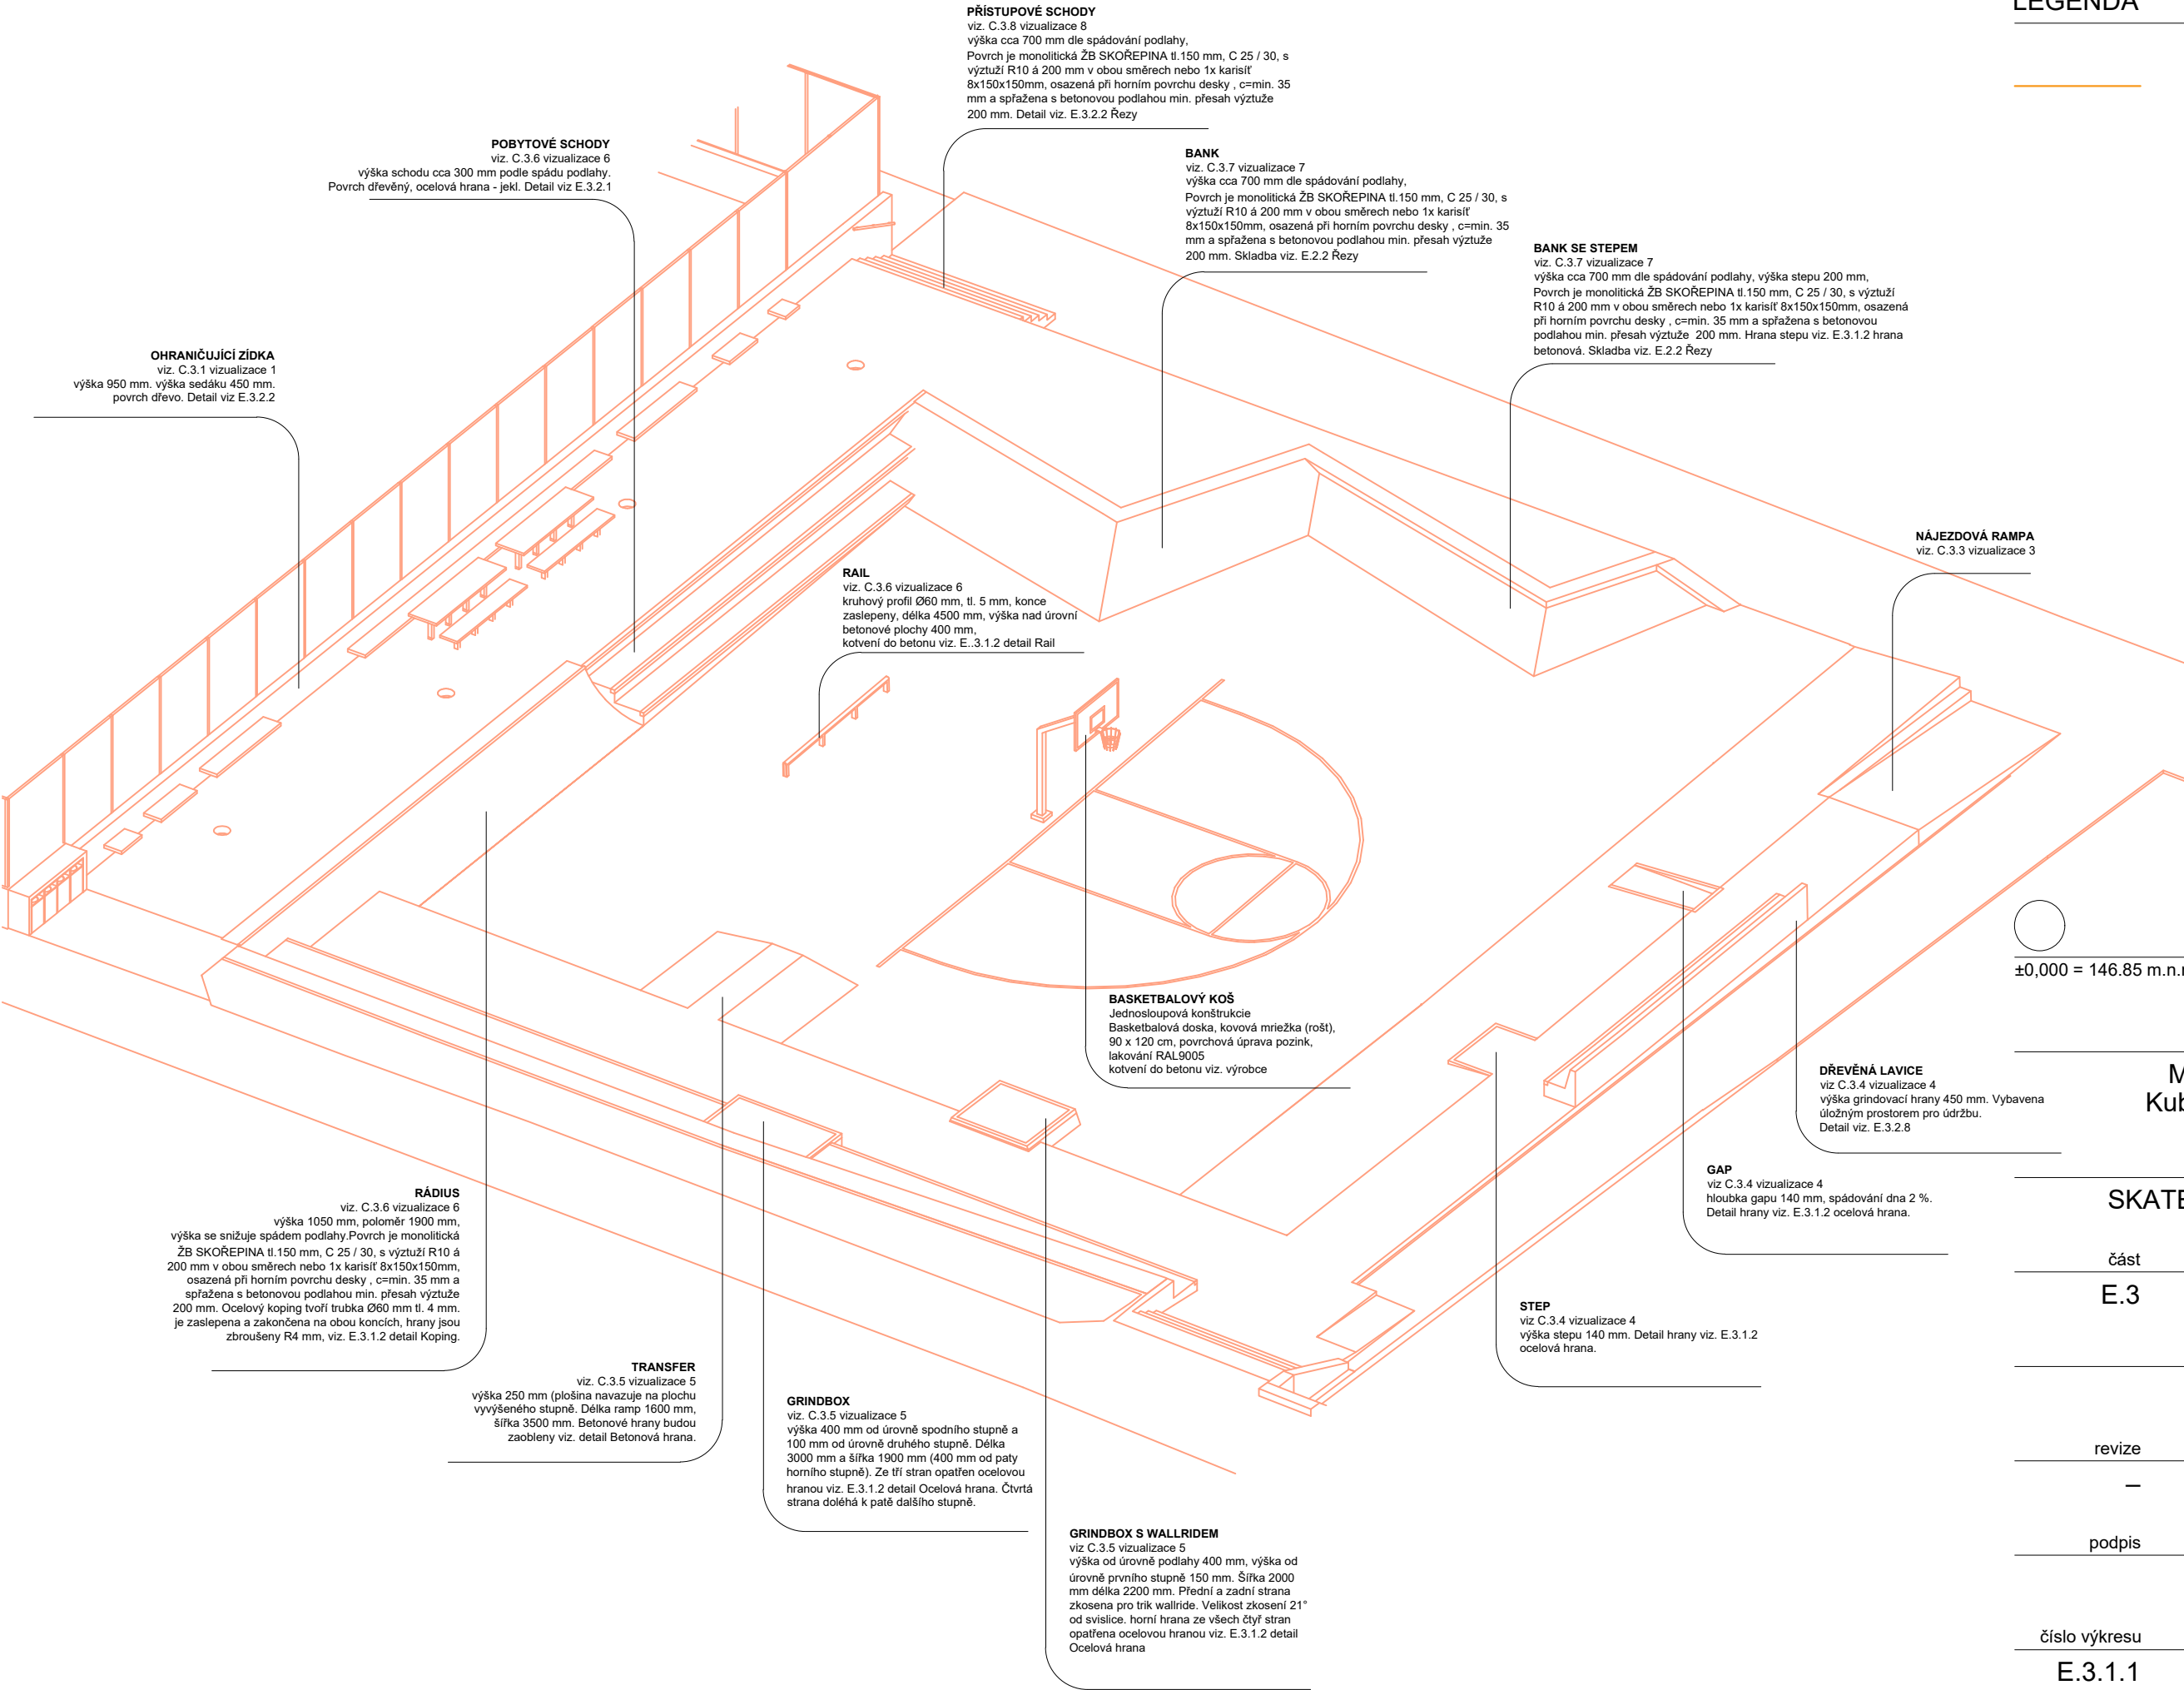 PŘÍSTUPOVÉ SCHODY
viz. C.3.8 vizualizace 8
výška cca 700 mm dle spádování podlahy,
Povrch je monolitická ŽB SKOŘEPINA tl.150 mm, C 25 / 30, s
výztuží R10 á 200 mm v obou směrech nebo 1x karisíť
8x150x150mm, osazená při horním povrchu desky , c=min. 35
mm a spřažena s betonovou podlahou min. přesah výztuže
200 mm. Detail viz. E.3.2.2 Řezy
POBYTOVÉ SCHODY
viz. C.3.6 vizualizace 6
výška schodu cca 300 mm podle spádu podlahy.
Povrch dřevěný, ocelová hrana - jekl. Detail viz E.3.2.1
BANK
viz. C.3.7 vizualizace 7
výška cca 700 mm dle spádování podlahy,
Povrch je monolitická ŽB SKOŘEPINA tl.150 mm, C 25 / 30, s
výztuží R10 á 200 mm v obou směrech nebo 1x karisíť
8x150x150mm, osazená při horním povrchu desky , c=min. 35
mm a spřažena s betonovou podlahou min. přesah výztuže
200 mm. Skladba viz. E.2.2 Řezy
BANK SE STEPEM
viz. C.3.7 vizualizace 7
výška cca 700 mm dle spádování podlahy, výška stepu 200 mm,
Povrch je monolitická ŽB SKOŘEPINA tl.150 mm, C 25 / 30, s výztuží
R10 á 200 mm v obou směrech nebo 1x karisíť 8x150x150mm, osazená
při horním povrchu desky , c=min. 35 mm a spřažena s betonovou
podlahou min. přesah výztuže 200 mm. Hrana stepu viz. E.3.1.2 hrana
betonová. Skladba viz. E.2.2 Řezy
OHRANIČUJÍCÍ ZÍDKA
viz. C.3.1 vizualizace 1
výška 950 mm. výška sedáku 450 mm.
povrch dřevo. Detail viz E.3.2.2
NÁJEZDOVÁ RAMPA
viz. C.3.3 vizualizace 3
RAIL
viz. C.3.6 vizualizace 6
kruhový profil Ø60 mm, tl. 5 mm, konce
zaslepeny, délka 4500 mm, výška nad úrovní
betonové plochy 400 mm,
kotvení do betonu viz. E..3.1.2 detail Rail
BASKETBALOVÝ KOŠ
Jednosloupová konštrukcie
Basketbalová doska, kovová mriežka (rošt),
90 x 120 cm, povrchová úprava pozink,
lakování RAL9005
kotvení do betonu viz. výrobce
DŘEVĚNÁ LAVICE
viz C.3.4 vizualizace 4
výška grindovací hrany 450 mm. Vybavena
úložným prostorem pro údržbu.
Detail viz. E.3.2.8
GAP
viz C.3.4 vizualizace 4
hloubka gapu 140 mm, spádování dna 2 %.
Detail hrany viz. E.3.1.2 ocelová hrana.
STEP
viz C.3.4 vizualizace 4
výška stepu 140 mm. Detail hrany viz. E.3.1.2
ocelová hrana.
RÁDIUS
viz. C.3.6 vizualizace 6
výška 1050 mm, poloměr 1900 mm,
výška se snižuje spádem podlahy.Povrch je monolitická
ŽB SKOŘEPINA tl.150 mm, C 25 / 30, s výztuží R10 á
200 mm v obou směrech nebo 1x karisíť 8x150x150mm,
osazená při horním povrchu desky , c=min. 35 mm a
spřažena s betonovou podlahou min. přesah výztuže
200 mm. Ocelový koping tvoří trubka Ø60 mm tl. 4 mm.
je zaslepena a zakončena na obou koncích, hrany jsou
zbroušeny R4 mm, viz. E.3.1.2 detail Koping.
TRANSFER
viz. C.3.5 vizualizace 5
výška 250 mm (plošina navazuje na plochu
vyvýšeného stupně. Délka ramp 1600 mm,
šířka 3500 mm. Betonové hrany budou
zaobleny viz. detail Betonová hrana.
GRINDBOX
viz. C.3.5 vizualizace 5
výška 400 mm od úrovně spodního stupně a
100 mm od úrovně druhého stupně. Délka
3000 mm a šířka 1900 mm (400 mm od paty
horního stupně). Ze tří stran opatřen ocelovou
hranou viz. E.3.1.2 detail Ocelová hrana. Čtvrtá
strana doléhá k patě dalšího stupně.
GRINDBOX S WALLRIDEM
viz C.3.5 vizualizace 5
výška od úrovně podlahy 400 mm, výška od
úrovně prvního stupně 150 mm. Šířka 2000
mm délka 2200 mm. Přední a zadní strana
zkosena pro trik wallride. Velikost zkosení 21°
od svislice. horní hrana ze všech čtyř stran
opatřena ocelovou hranou viz. E.3.1.2 detail
Ocelová hrana
LEGENDA
±0,000 = 146.85 m.n.
M
Kub
SKATE
část
E.3
revize
–
podpis
číslo výkresu
E.3.1.1